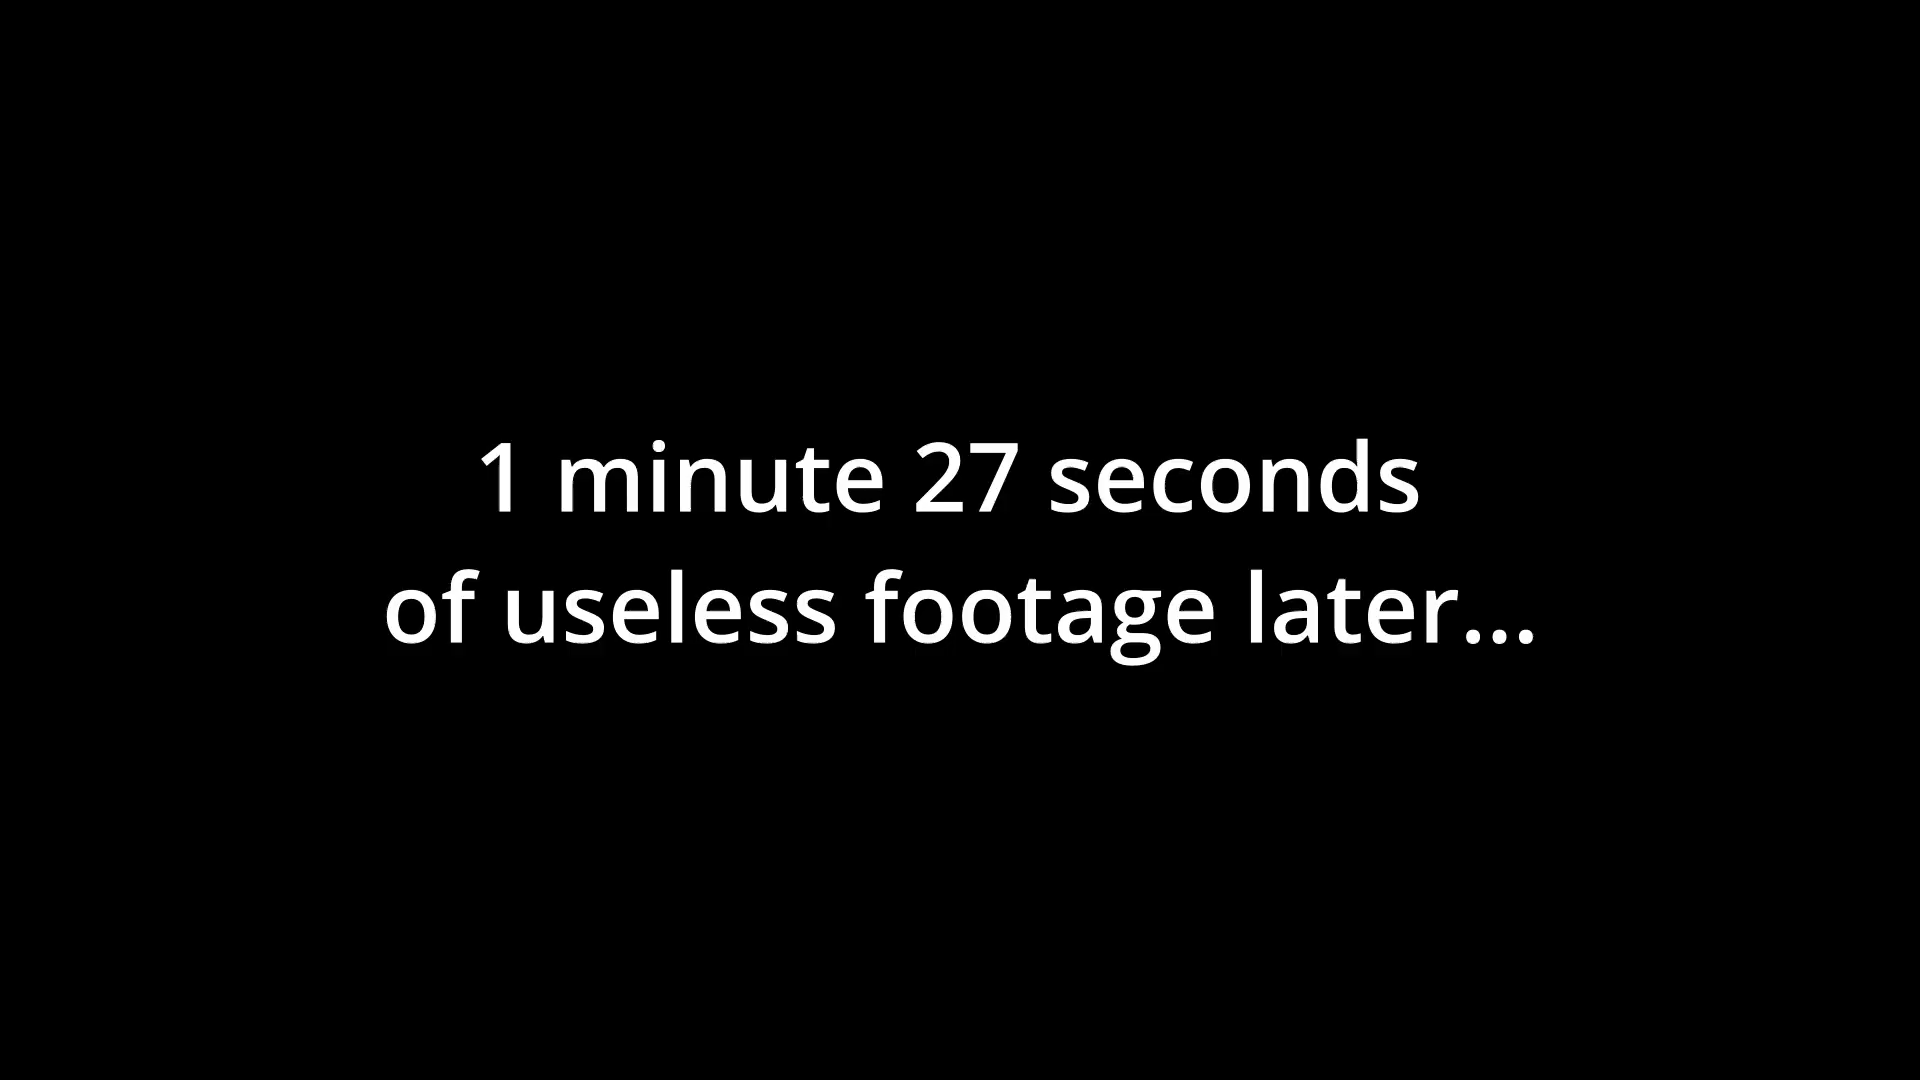 1 minute 27 seconds
of useless footage later...